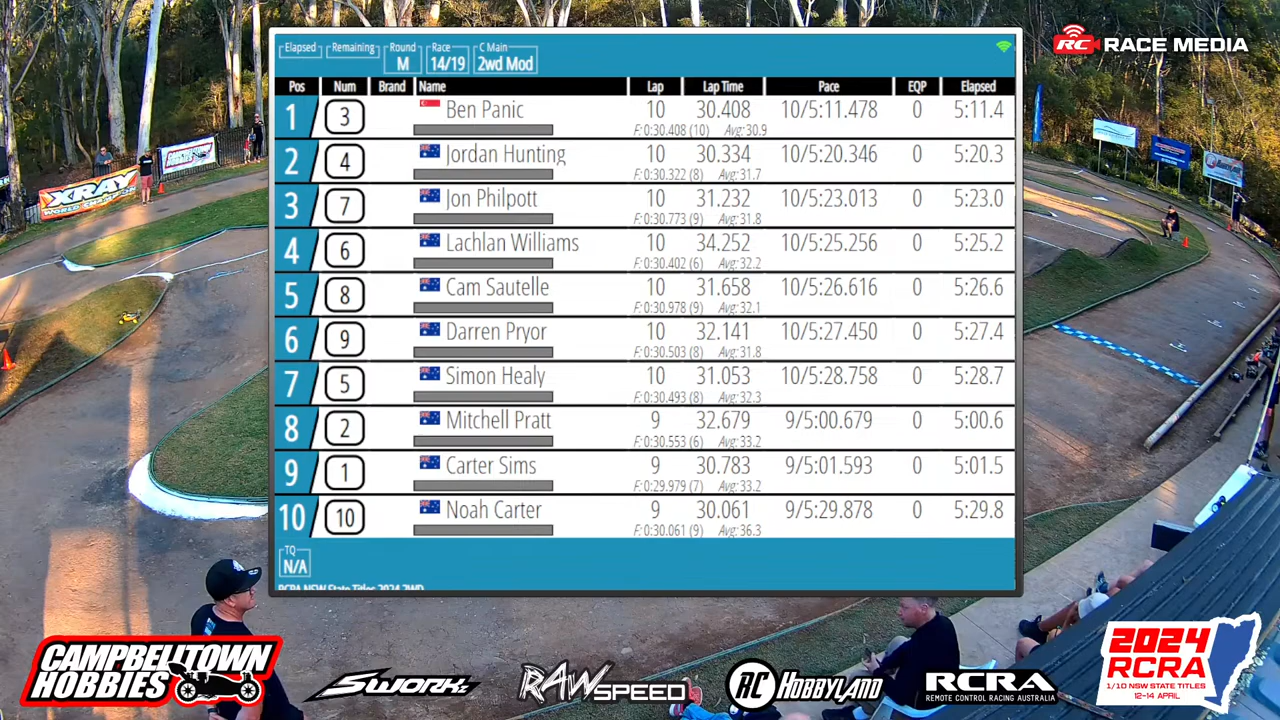 RC RACE MEDIA
Elapsed Remaining Round M Race 14/19 C Main 2wd Mod
Pos Num Brand Name Lap Lap Time Pace EQP Elapsed
1 3 Ben Panic 10 30.408 10/5:11.478 0 5:11.4
F: 0:30.408 (10) Avg: 30.9
2 4 Jordan Hunting 10 30.334 10/5:20.346 0 5:20.3
F: 0:30.322 (8) Avg: 31.7
3 7 Jon Philpott 10 31.232 10/5:23.013 0 5:23.0
F: 0:30.773 (9) Avg: 31.8
4 6 Lachlan Williams 10 34.252 10/5:25.256 0 5:25.2
F: 0:30.402 (6) Avg: 32.2
5 8 Cam Sautelle 10 31.658 10/5:26.616 0 5:26.6
F: 0:30.978 (9) Avg: 32.1
6 9 Darren Pryor 10 32.141 10/5:27.450 0 5:27.4
F: 0:30.503 (8) Avg: 31.8
7 5 Simon Healy 10 31.053 10/5:28.758 0 5:28.7
F: 0:30.493 (8) Avg: 32.3
8 2 Mitchell Pratt 9 32.679 9/5:00.679 0 5:00.6
F: 0:30.553 (6) Avg: 33.2
9 1 Carter Sims 9 30.783 9/5:01.593 0 5:01.5
F: 0:29.979 (7) Avg: 33.2
10 10 Noah Carter 9 30.061 9/5:29.878 0 5:29.8
F: 0:30.061 (9) Avg: 36.3
TQ
N/A
RCRA NSW State Titles 2024 2WD
XRAY
CAMPBELLTOWN
HOBBIES
SWORKz
RAW SPEED
RC HOBBYLAND
RCRA
REMOTE CONTROL RACING AUSTRALIA
2024
RCRA
1/10 NSW STATE TITLES
12-14 APRIL